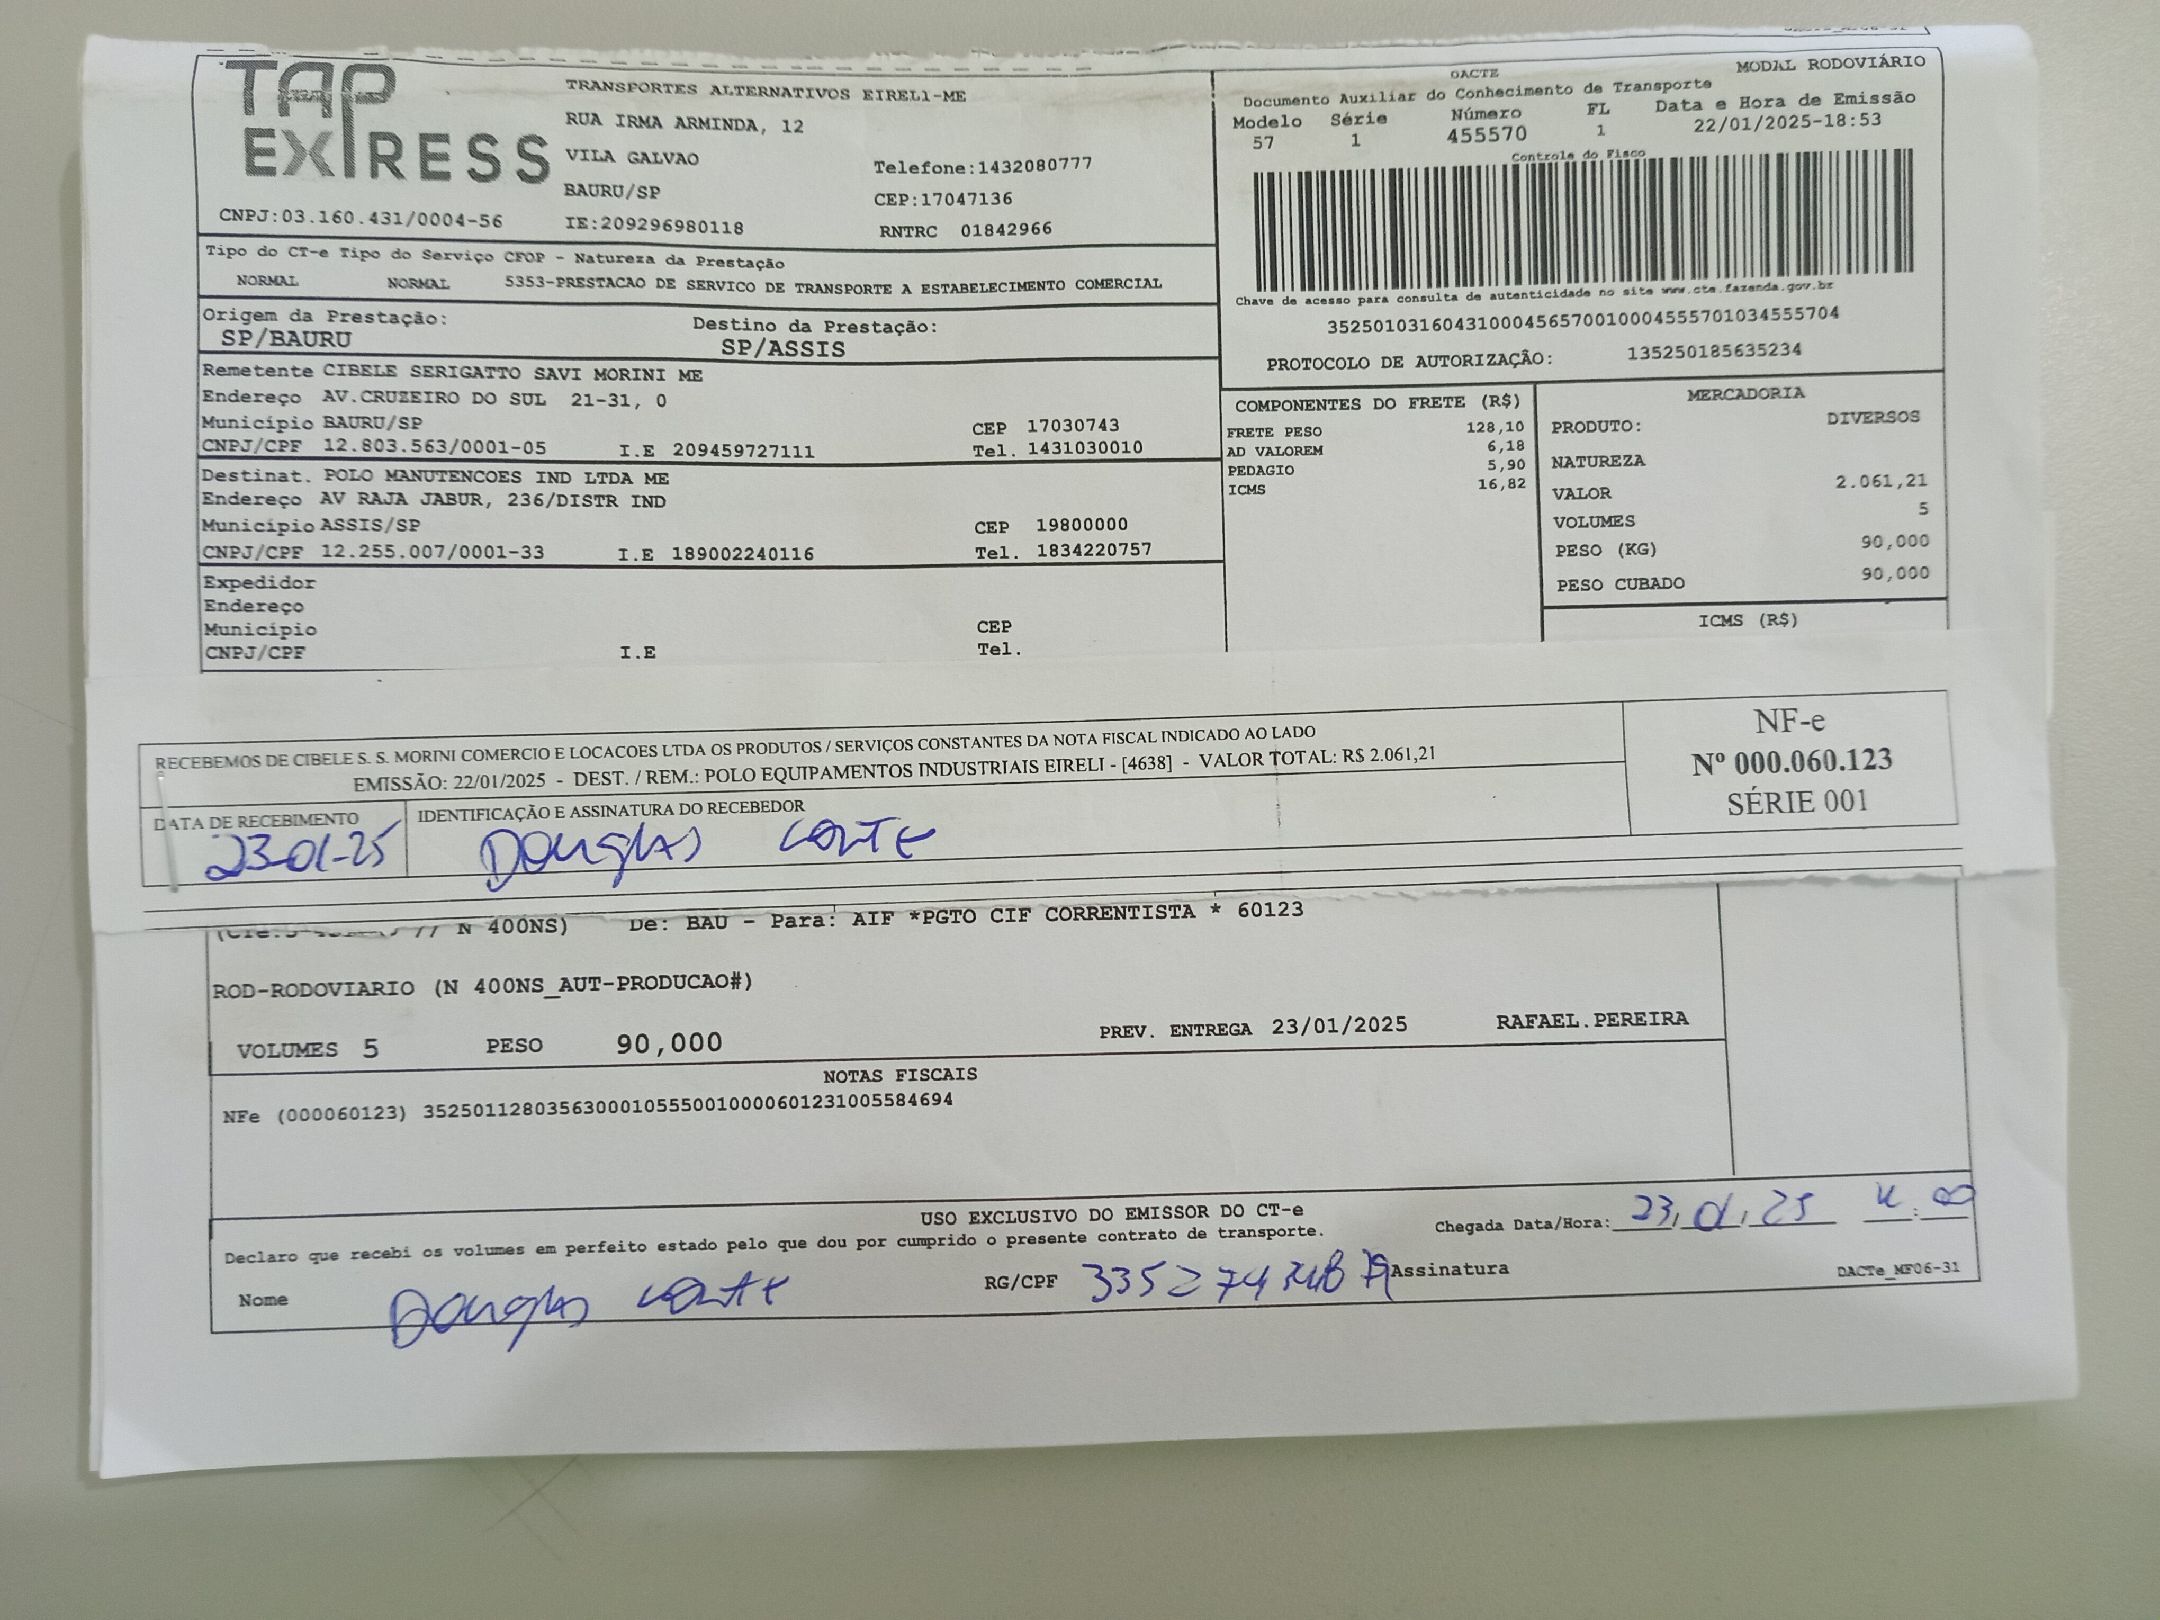 TAP EXPRESS
TRANSPORTES ALTERNATIVOS EIRELI-ME
RUA IRMA ARMINDA, 12
VILA GALVAO
Telefone:1432080777
BAURU/SP
CEP:17047136
CNPJ:03.160.431/0004-56 IE:209296980118 RNTRC 01842966
MODAL RODOVIÁRIO
DACTE
Documento Auxiliar do Conhecimento de Transporte
Modelo Série Número FL Data e Hora de Emissão
57 1 455570 1 22/01/2025-18:53
Controle do Fisco
Chave de acesso para consulta de autenticidade no site www.cte.fazenda.gov.br
35250103160431000456570010004555701034555704
PROTOCOLO DE AUTORIZAÇÃO: 135250185635234
Tipo do CT-e Tipo do Serviço CFOP - Natureza da Prestação
NORMAL NORMAL 5353-PRESTACAO DE SERVICO DE TRANSPORTE A ESTABELECIMENTO COMERCIAL
Origem da Prestação: Destino da Prestação:
SP/BAURU SP/ASSIS
Remetente CIBELE SERIGATTO SAVI MORINI ME
Endereço AV.CRUZEIRO DO SUL 21-31, 0
Município BAURU/SP CEP 17030743
CNPJ/CPF 12.803.563/0001-05 I.E 209459727111 Tel. 1431030010
Destinat. POLO MANUTENCOES IND LTDA ME
Endereço AV RAJA JABUR, 236/DISTR IND
Município ASSIS/SP CEP 19800000
CNPJ/CPF 12.255.007/0001-33 I.E 189002240116 Tel. 1834220757
Expedidor
Endereço
Município CEP
CNPJ/CPF I.E Tel.
COMPONENTES DO FRETE (R$)
FRETE PESO 128,10
AD VALOREM 6,18
PEDAGIO 5,90
ICMS 16,82
MERCADORIA
PRODUTO: DIVERSOS
NATUREZA
VALOR 2.061,21
VOLUMES 5
PESO (KG) 90,000
PESO CUBADO 90,000
ICMS (R$)
RECEBEMOS DE CIBELE S. S. MORINI COMERCIO E LOCACOES LTDA OS PRODUTOS / SERVIÇOS CONSTANTES DA NOTA FISCAL INDICADO AO LADO
EMISSÃO: 22/01/2025 - DEST. / REM.: POLO EQUIPAMENTOS INDUSTRIAIS EIRELI - [4638] - VALOR TOTAL: R$ 2.061,21
NF-e
Nº 000.060.123
SÉRIE 001
DATA DE RECEBIMENTO IDENTIFICAÇÃO E ASSINATURA DO RECEBEDOR
23-01-25 Douglas Conte
N 400NS) De: BAU - Para: AIF *PGTO CIF CORRENTISTA * 60123
ROD-RODOVIARIO (N 400NS_AUT-PRODUCAO#)
VOLUMES 5 PESO 90,000 PREV. ENTREGA 23/01/2025 RAFAEL.PEREIRA
NOTAS FISCAIS
NFe (000060123) 35250112803563000105550010000601231005584694
USO EXCLUSIVO DO EMISSOR DO CT-e
Declaro que recebi os volumes em perfeito estado pelo que dou por cumprido o presente contrato de transporte.
Chegada Data/Hora: 23, 01, 25
Nome Douglas Conte RG/CPF Assinatura
DACTe_MF06-31